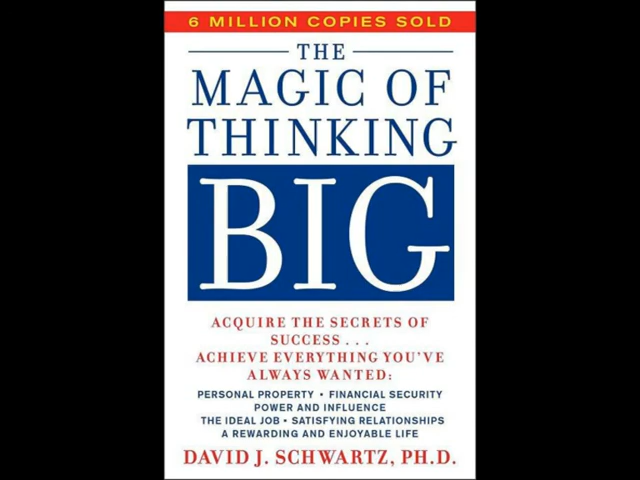 6 MILLION COPIES SOLD
THE
MAGIC OF
THINKING
BIG
ACQUIRE THE SECRETS OF
SUCCESS . . .
ACHIEVE EVERYTHING YOU'VE
ALWAYS WANTED:
PERSONAL PROPERTY • FINANCIAL SECURITY
POWER AND INFLUENCE
THE IDEAL JOB • SATISFYING RELATIONSHIPS
A REWARDING AND ENJOYABLE LIFE
DAVID J. SCHWARTZ, PH.D.